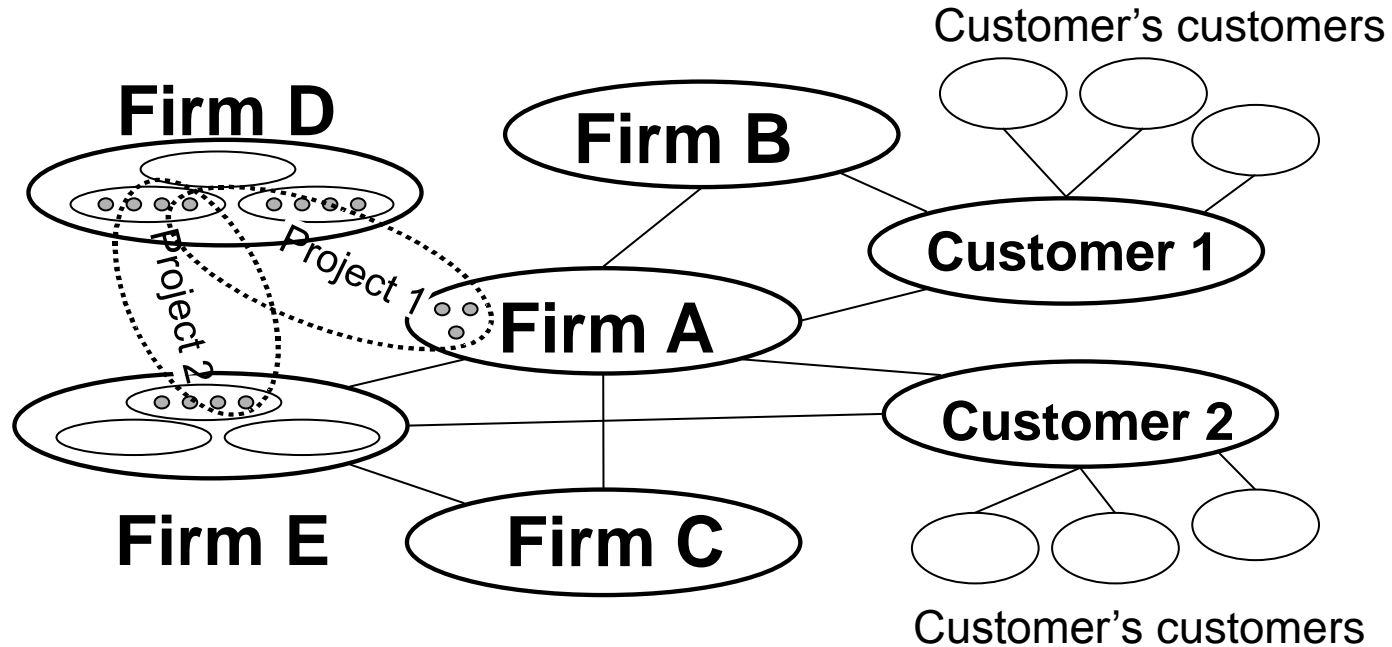 Customer’s customers
Firm D
Firm B
Customer 1
Project 1
Project 2
Firm A
Customer 2
Firm E
Firm C
Customer’s customers